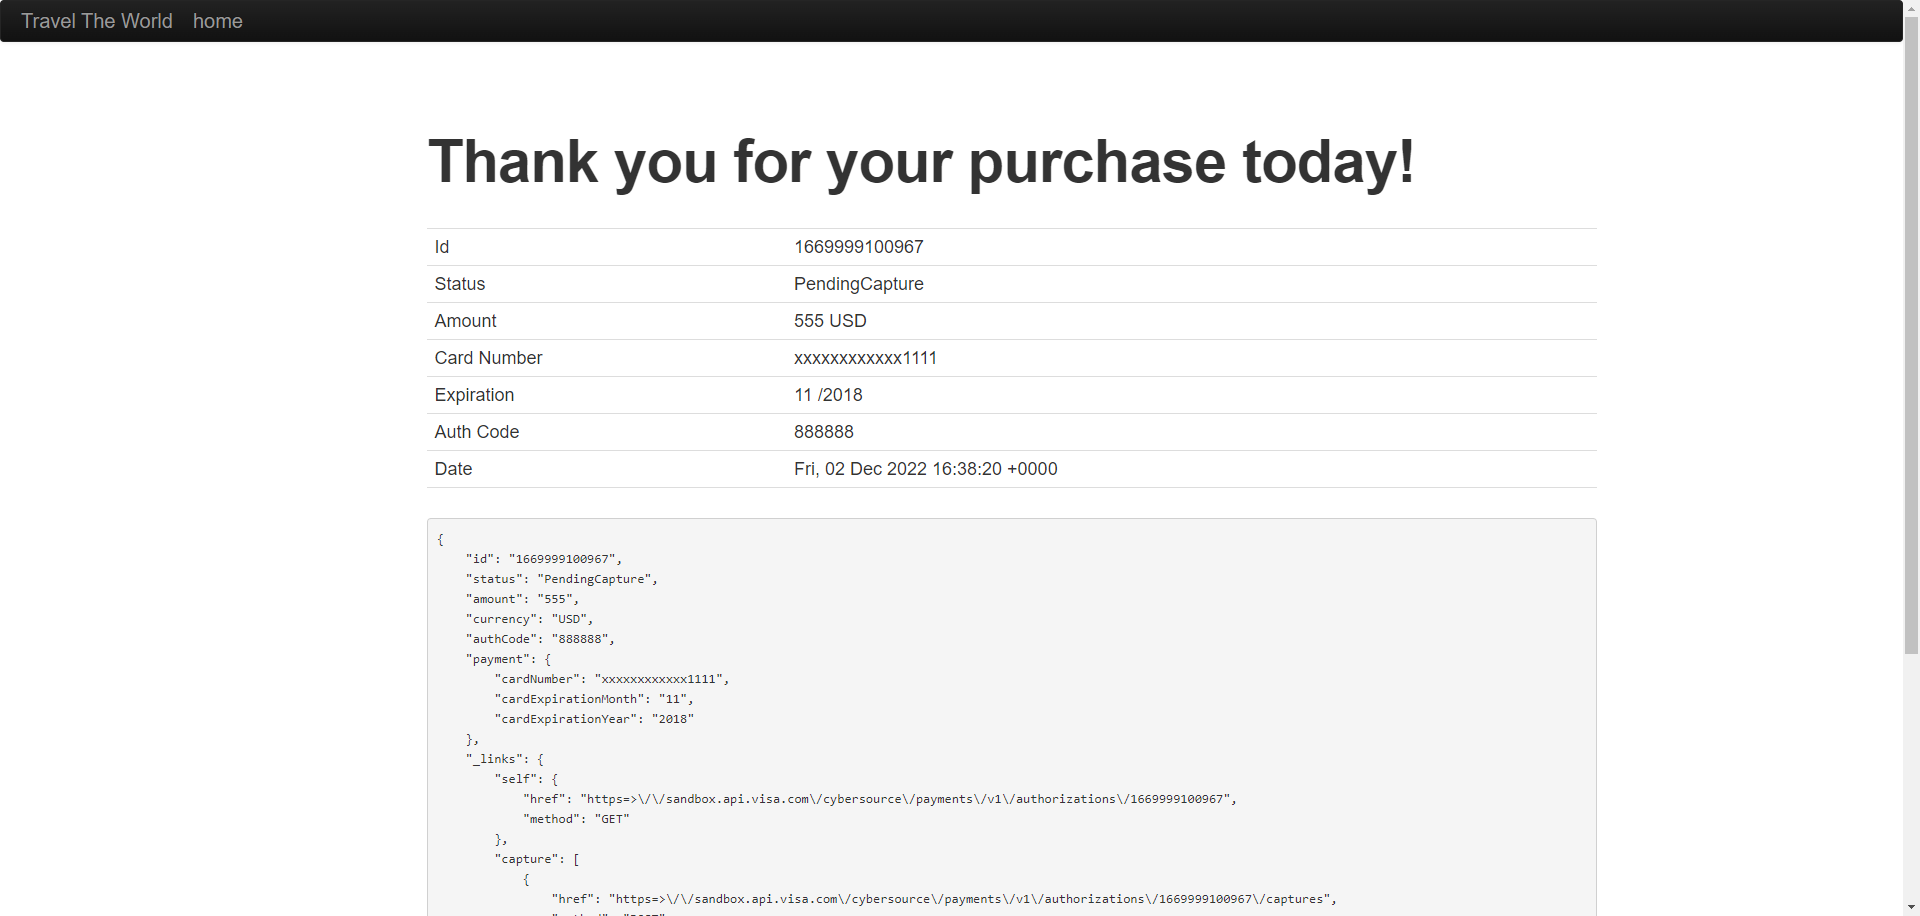 Travel The World home
Thank you for your purchase today!
Id 1669999100967
Status PendingCapture
Amount 555 USD
Card Number xxxxxxxxxxxx1111
Expiration 11 /2018
Auth Code 888888
Date Fri, 02 Dec 2022 16:38:20 +0000
{
"id": "1669999100967",
"status": "PendingCapture",
"amount": "555",
"currency": "USD",
"authCode": "888888",
"payment": {
"cardNumber": "xxxxxxxxxxxx1111",
"cardExpirationMonth": "11",
"cardExpirationYear": "2018"
},
"_links": {
"self": {
"href": "https=>\/\/sandbox.api.visa.com\/cybersource\/payments\/v1\/authorizations\/1669999100967",
"method": "GET"
},
"capture": [
{
"href": "https=>\/\/sandbox.api.visa.com\/cybersource\/payments\/v1\/authorizations\/1669999100967\/captures",